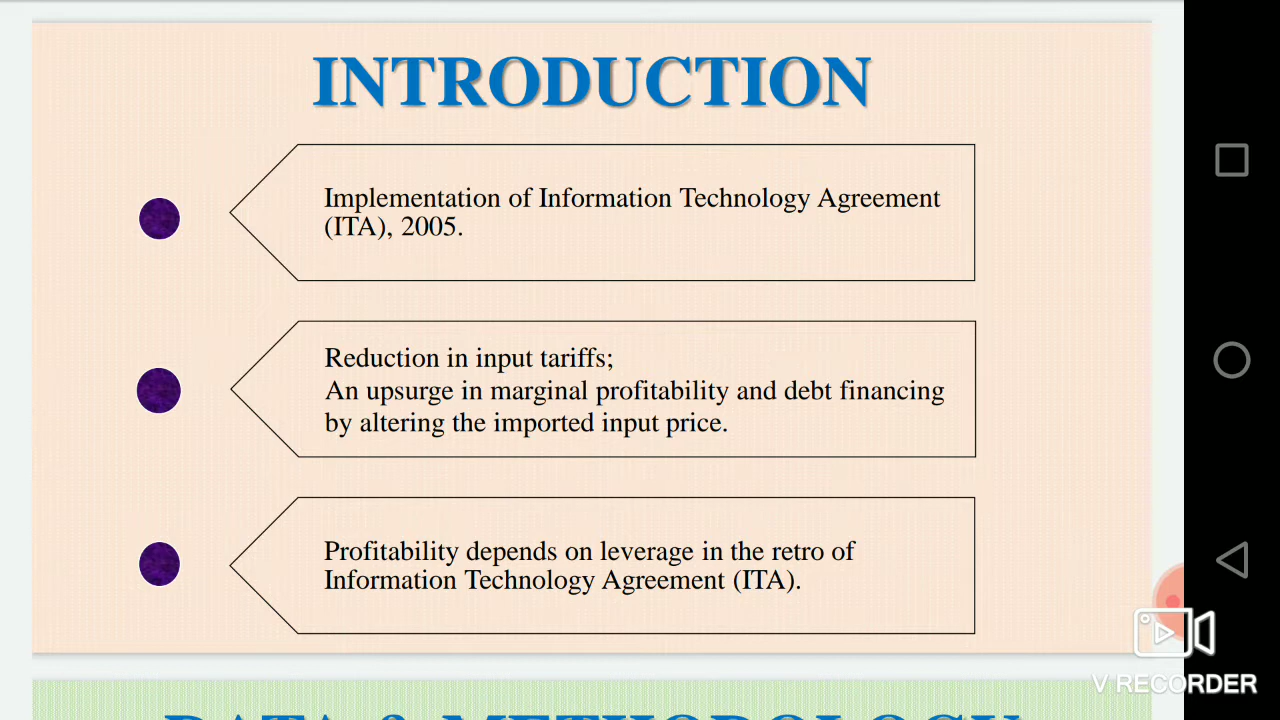 INTRODUCTION
Implementation of Information Technology Agreement
(ITA), 2005.
Reduction in input tariffs;
An upsurge in marginal profitability and debt financing
by altering the imported input price.
Profitability depends on leverage in the retro of
Information Technology Agreement (ITA).
V RECORDER
DATA & METHODOLOGY